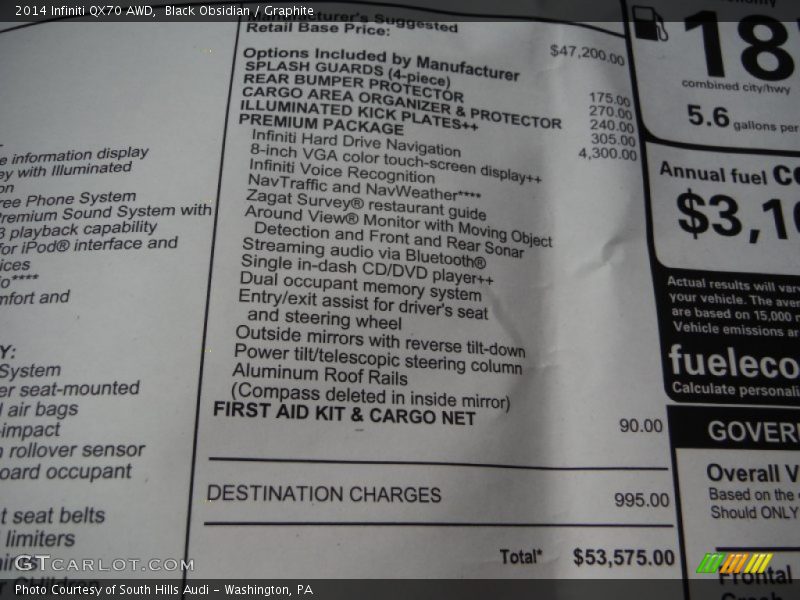 2014 Infiniti QX70 AWD, Black Obsidian / Graphite
Manufacturer's Suggested
Retail Base Price: $47,200.00
Options Included by Manufacturer
SPLASH GUARDS (4-piece) 175.00
REAR BUMPER PROTECTOR 270.00
CARGO AREA ORGANIZER & PROTECTOR 240.00
ILLUMINATED KICK PLATES++ 305.00
PREMIUM PACKAGE 4,300.00
Infiniti Hard Drive Navigation
8-inch VGA color touch-screen display++
Infiniti Voice Recognition
NavTraffic and NavWeather****
Zagat Survey® restaurant guide
Around View® Monitor with Moving Object
Detection and Front and Rear Sonar
Streaming audio via Bluetooth®
Single in-dash CD/DVD player++
Dual occupant memory system
Entry/exit assist for driver's seat
and steering wheel
Outside mirrors with reverse tilt-down
Power tilt/telescopic steering column
Aluminum Roof Rails
(Compass deleted in inside mirror)
FIRST AID KIT & CARGO NET 90.00
DESTINATION CHARGES 995.00
Total* $53,575.00
e information display
ey with Illuminated
on
ree Phone System
Premium Sound System with
3 playback capability
for iPod® interface and
ices
o****
mfort and
Y:
System
er seat-mounted
l air bags
-impact
n rollover sensor
oard occupant
t seat belts
l limiters
18
combined city/hwy
5.6 gallons per
Annual fuel co
$3,10
Actual results will vary
your vehicle. The aver
are based on 15,000 m
Vehicle emissions ar
fueleco
Calculate personali
GOVER
Overall V
Based on the
Should ONLY
Frontal
Crash
GTCARLOT.COM
Photo Courtesy of South Hills Audi - Washington, PA